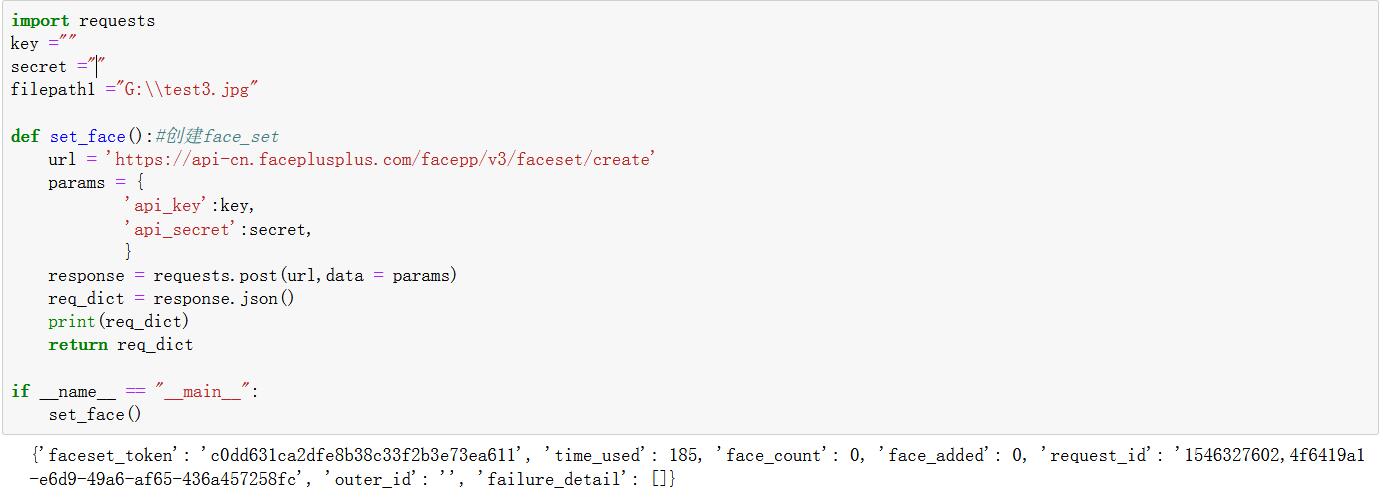 import requests
key =""
secret =""
filepath1 ="G:\\test3.jpg"
def set_face():#创建face_set
    url = 'https://api-cn.faceplusplus.com/facepp/v3/faceset/create'
    params = {
            'api_key':key,
            'api_secret':secret,
            }
    response = requests.post(url,data = params)
    req_dict = response.json()
    print(req_dict)
    return req_dict
if __name__ == "__main__":
    set_face()
{'faceset_token': 'c0dd631ca2dfe8b38c33f2b3e73ea611', 'time_used': 185, 'face_count': 0, 'face_added': 0, 'request_id': '1546327602,4f6419a1
-e6d9-49a6-af65-436a457258fc', 'outer_id': '', 'failure_detail': []}